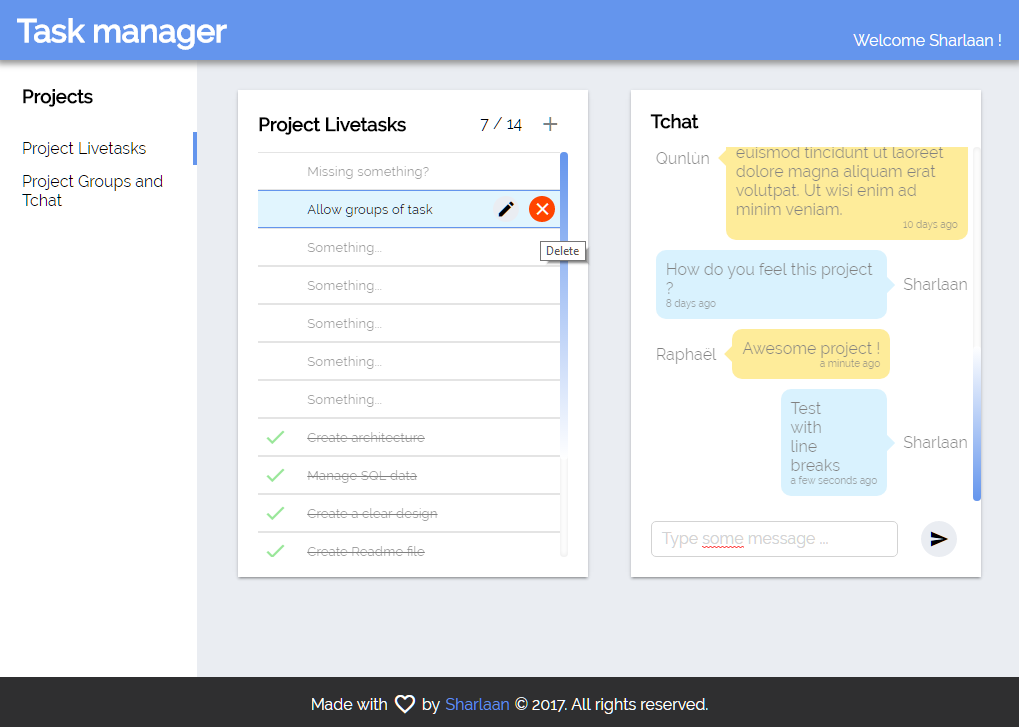 Task manager
Welcome Sharlaan !
Projects
Project Livetasks
Project Groups and
Tchat
Project Livetasks
7 / 14
Missing something?
Allow groups of task
Delete
Something...
Something...
Something...
Something...
Something...
Create architecture
Manage SQL data
Create a clear design
Create Readme file
Tchat
Qunlùn
euismod tincidunt ut laoreet
dolore magna aliquam erat
volutpat. Ut wisi enim ad
minim veniam.
10 days ago
How do you feel this project
?
8 days ago
Sharlaan
Raphaël
Awesome project !
a minute ago
Test
with
line
breaks
a few seconds ago
Sharlaan
Type some message ...
Made with by Sharlaan © 2017. All rights reserved.